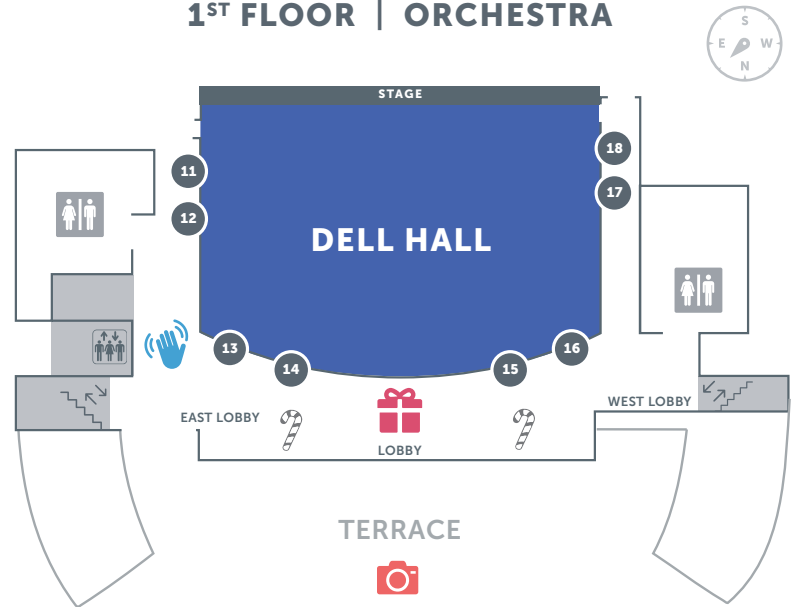 1ST FLOOR | ORCHESTRA
S
E W
N
STAGE
11
18
17
12
DELL HALL
13
16
14
15
WEST LOBBY
EAST LOBBY
LOBBY
TERRACE